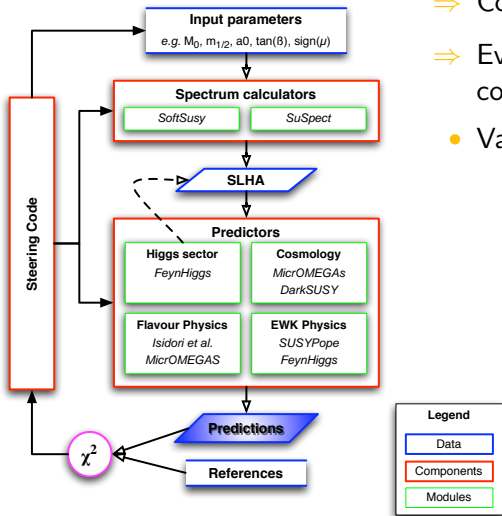 Input parameters
e.g. M0, m1/2, a0, tan(ß), sign(μ)
Spectrum calculators
SoftSusy
SuSpect
SLHA
Predictors
Higgs sector
FeynHiggs
Cosmology
MicrOMEGAs
DarkSUSY
Flavour Physics
Isidori et al.
MicrOMEGAS
EWK Physics
SUSYPope
FeynHiggs
Predictions
References
χ2
Steering Code
⇒ Co
⇒ Ev
co
• Va
Legend
Data
Components
Modules